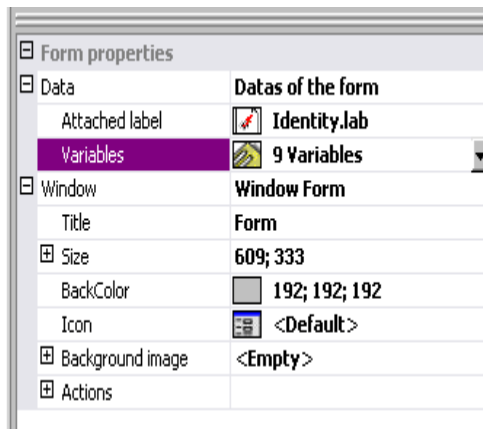 Form properties
Data Datas of the form
Attached label Identity.lab
Variables 9 Variables
Window Window Form
Title Form
Size 609; 333
BackColor 192; 192; 192
Icon <Default>
Background image <Empty>
Actions